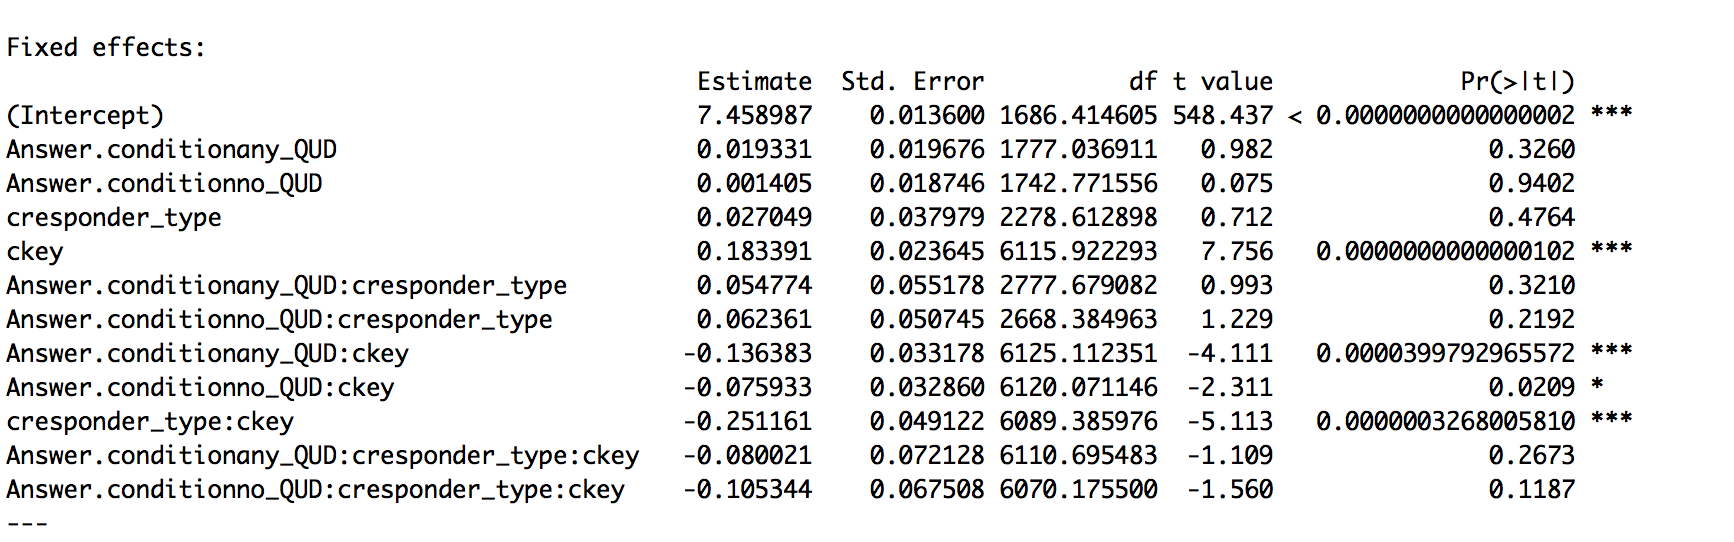 Fixed effects:
Estimate Std. Error df t value Pr(>|t|)
(Intercept) 7.458987 0.013600 1686.414605 548.437 < 0.0000000000000002 ***
Answer.conditionany_QUD 0.019331 0.019676 1777.036911 0.982 0.3260
Answer.conditionno_QUD 0.001405 0.018746 1742.771556 0.075 0.9402
cresponder_type 0.027049 0.037979 2278.612898 0.712 0.4764
ckey 0.183391 0.023645 6115.922293 7.756 0.0000000000000102 ***
Answer.conditionany_QUD:cresponder_type 0.054774 0.055178 2777.679082 0.993 0.3210
Answer.conditionno_QUD:cresponder_type 0.062361 0.050745 2668.384963 1.229 0.2192
Answer.conditionany_QUD:ckey -0.136383 0.033178 6125.112351 -4.111 0.0000399792965572 ***
Answer.conditionno_QUD:ckey -0.075933 0.032860 6120.071146 -2.311 0.0209 *
cresponder_type:ckey -0.251161 0.049122 6089.385976 -5.113 0.0000003268005810 ***
Answer.conditionany_QUD:cresponder_type:ckey -0.080021 0.072128 6110.695483 -1.109 0.2673
Answer.conditionno_QUD:cresponder_type:ckey -0.105344 0.067508 6070.175500 -1.560 0.1187
---